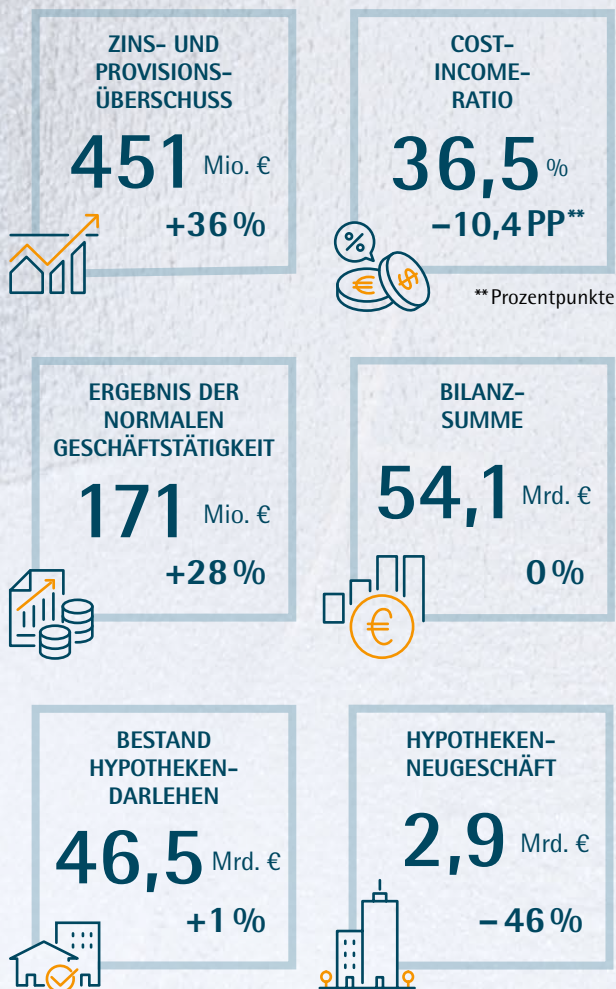 ZINS- UND
PROVISIONS-
ÜBERSCHUSS
451 Mio. €
+36 %
COST-
INCOME-
RATIO
36,5 %
–10,4 PP**
% € $
** Prozentpunkte
ERGEBNIS DER
NORMALEN
GESCHÄFTSTÄTIGKEIT
171 Mio. €
+28 %
BILANZ-
SUMME
54,1 Mrd. €
0 %
€
BESTAND
HYPOTHEKEN-
DARLEHEN
46,5 Mrd. €
+1 %
HYPOTHEKEN-
NEUGESCHÄFT
2,9 Mrd. €
– 46 %